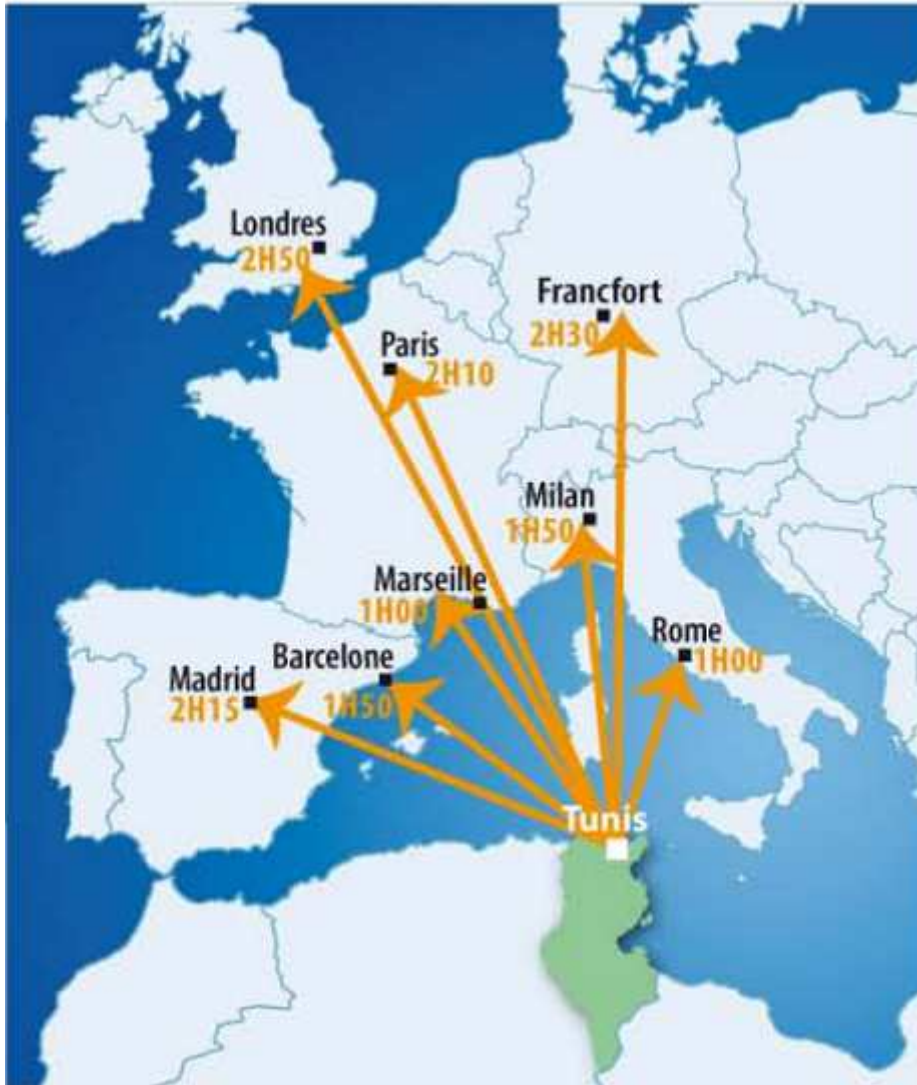 Londres
2H50
Francfort
2H30
Paris
2H10
Milan
1H50
Marseille
1H00
Rome
1H00
Barcelone
1H50
Madrid
2H15
Tunis